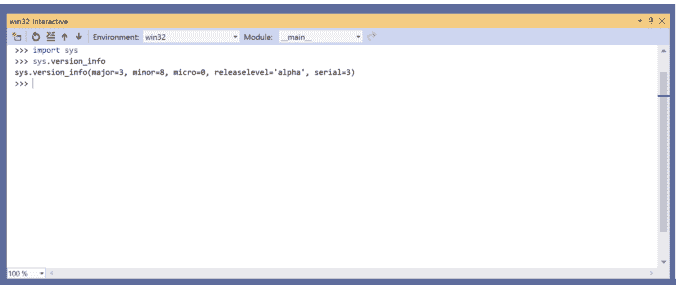 win32 Interactive
Environment: win32 Module: __main__
>>> import sys
>>> sys.version_info
sys.version_info(major=3, minor=8, micro=0, releaselevel='alpha', serial=3)
>>>
100 %